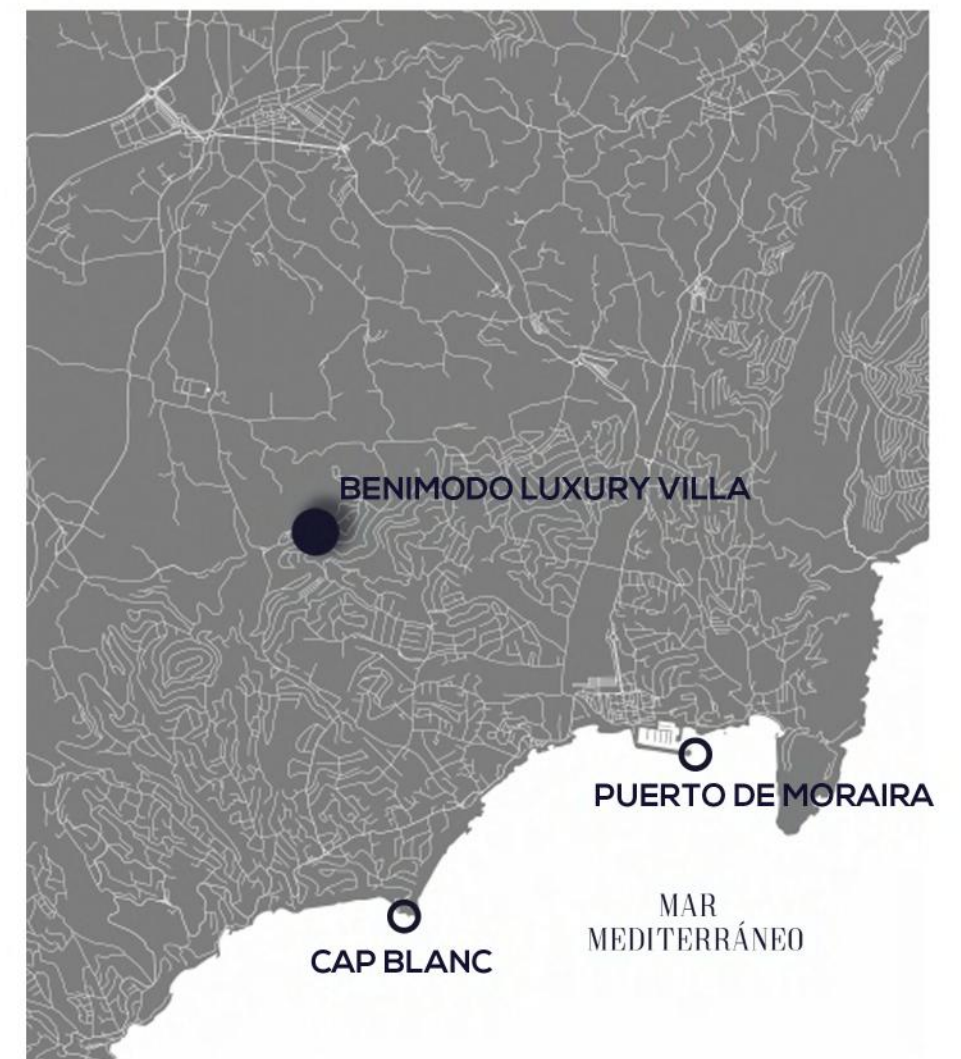 BENIMODO LUXURY VILLA
PUERTO DE MORAIRA
MAR
MEDITERRÁNEO
CAP BLANC